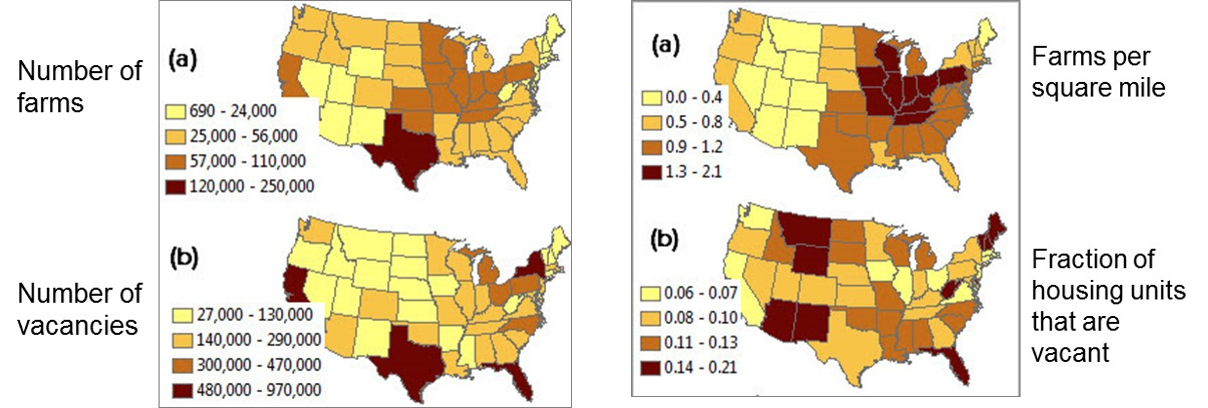 Number of
farms
(a)
690 - 24,000
25,000 - 56,000
57,000 - 110,000
120,000 - 250,000
(a)
0.0 - 0.4
0.5 - 0.8
0.9 - 1.2
1.3 - 2.1
Farms per
square mile
Number of
vacancies
(b)
27,000 - 130,000
140,000 - 290,000
300,000 - 470,000
480,000 - 970,000
(b)
0.06 - 0.07
0.08 - 0.10
0.11 - 0.13
0.14 - 0.21
Fraction of
housing units
that are
vacant